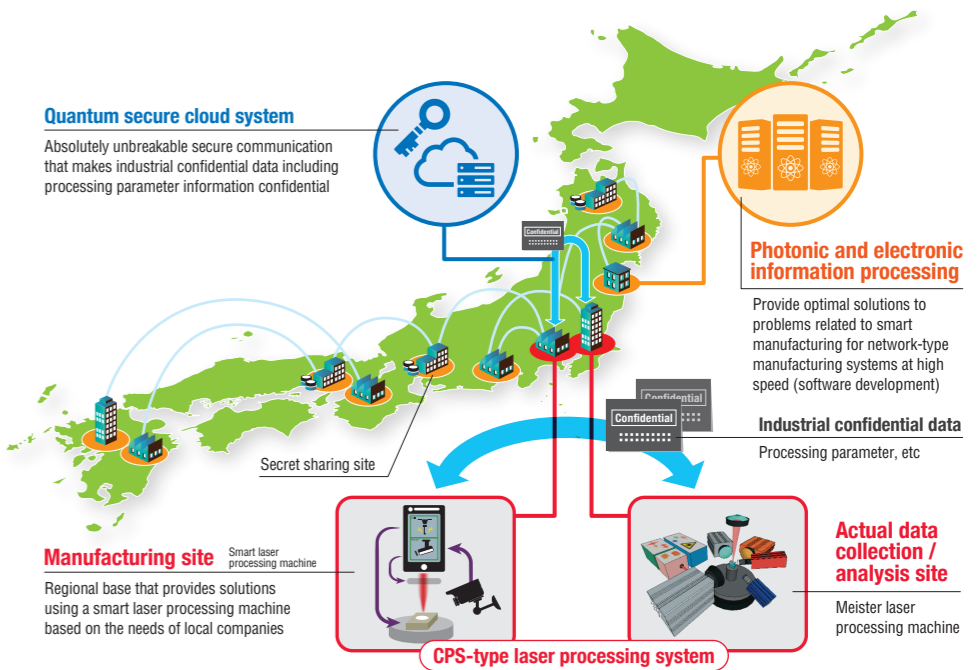 Quantum secure cloud system
Absolutely unbreakable secure communication
that makes industrial confidential data including
processing parameter information confidential
Confidential
Photonic and electronic
information processing
Provide optimal solutions to
problems related to smart
manufacturing for network-type
manufacturing systems at high
speed (software development)
Confidential
Confidential
Industrial confidential data
Processing parameter, etc
Secret sharing site
Manufacturing site
Smart laser
processing machine
Regional base that provides solutions
using a smart laser processing machine
based on the needs of local companies
Actual data
collection /
analysis site
Meister laser
processing machine
CPS-type laser processing system